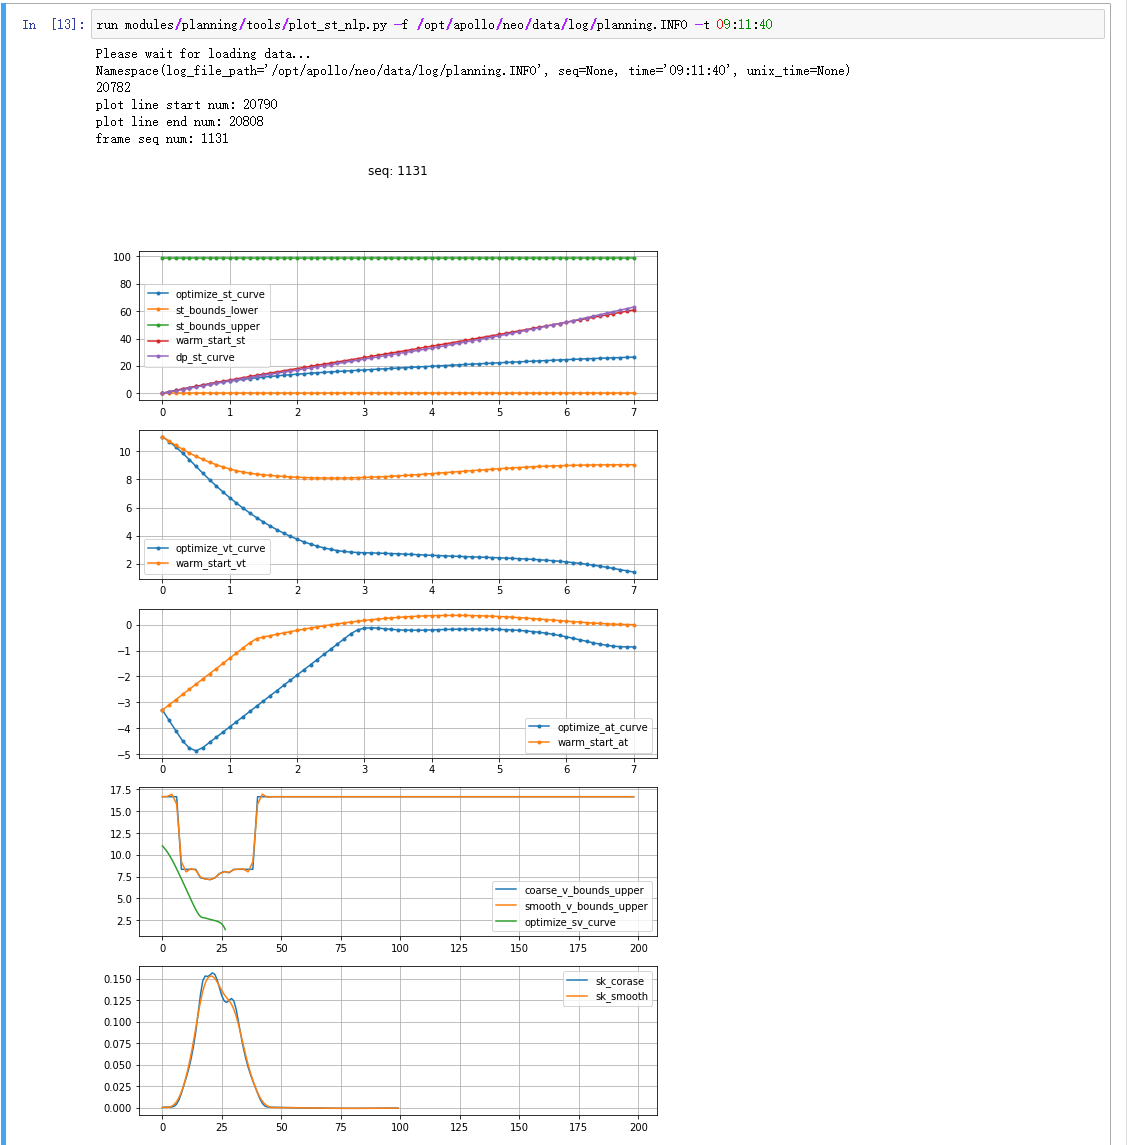 In [13]: run modules/planning/tools/plot_st_nlp.py -f /opt/apollo/neo/data/log/planning.INFO -t 09:11:40
Please wait for loading data...
Namespace(log_file_path='/opt/apollo/neo/data/log/planning.INFO', seq=None, time='09:11:40', unix_time=None)
20782
plot line start num: 20790
plot line end num: 20808
frame seq num: 1131
seq: 1131
100
80
60
40
20
0
optimize_st_curve
st_bounds_lower
st_bounds_upper
warm_start_st
dp_st_curve
0 1 2 3 4 5 6 7
10
8
6
4
2
optimize_vt_curve
warm_start_vt
0 1 2 3 4 5 6 7
0
−1
−2
−3
−4
−5
optimize_at_curve
warm_start_at
0 1 2 3 4 5 6 7
17.5
15.0
12.5
10.0
7.5
5.0
2.5
coarse_v_bounds_upper
smooth_v_bounds_upper
optimize_sv_curve
0 25 50 75 100 125 150 175 200
0.150
0.125
0.100
0.075
0.050
0.025
0.000
sk_corase
sk_smooth
0 25 50 75 100 125 150 175 200